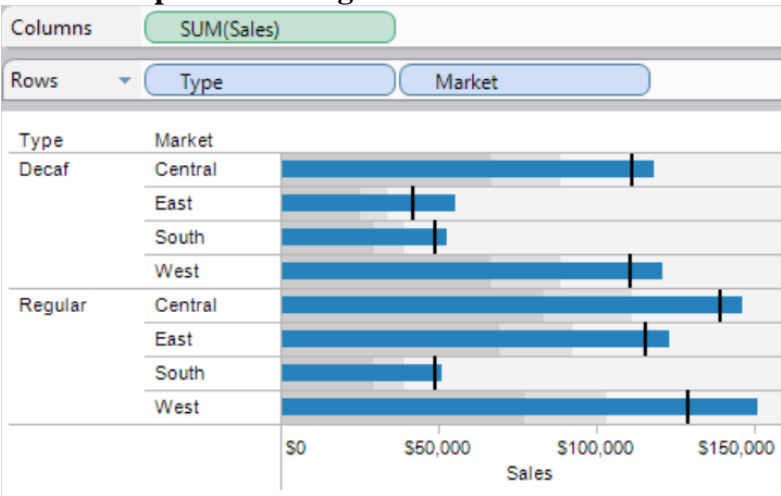 Columns SUM(Sales)
Rows Type Market
Type Market
Decaf Central
East
South
West
Regular Central
East
South
West
$0 $50,000 $100,000 $150,000
Sales